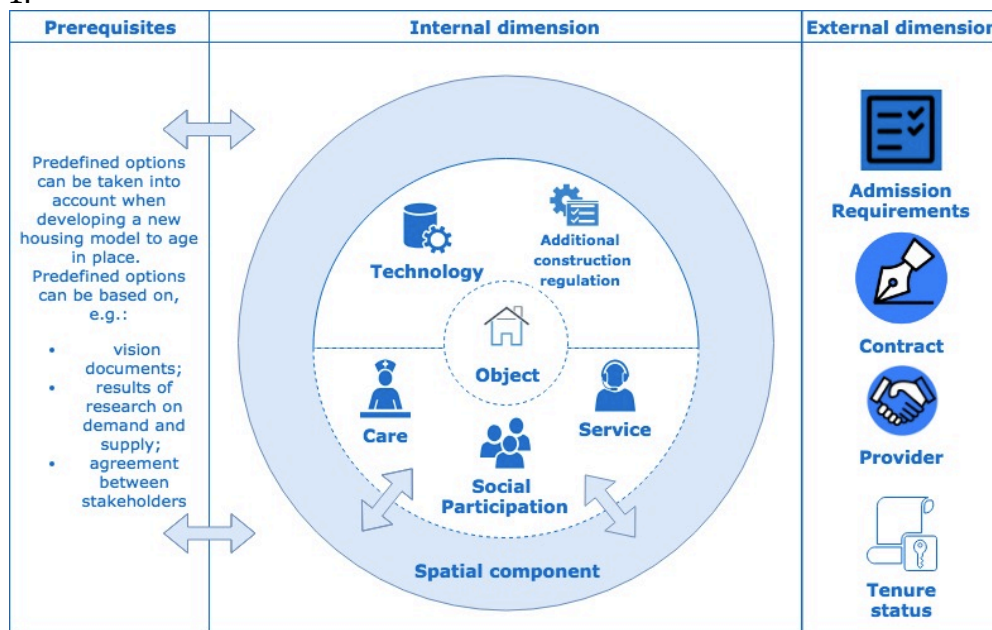 1.
Prerequisites
Internal dimension
External dimension
Predefined options
can be taken into
account when
developing a new
housing model to age
in place.
Predefined options
can be based on,
e.g.:
• vision
documents;
• results of
research on
demand and
supply;
• agreement
between
stakeholders
Technology
Additional
construction
regulation
Object
Care
Service
Social
Participation
Spatial component
Admission
Requirements
Contract
Provider
Tenure
status